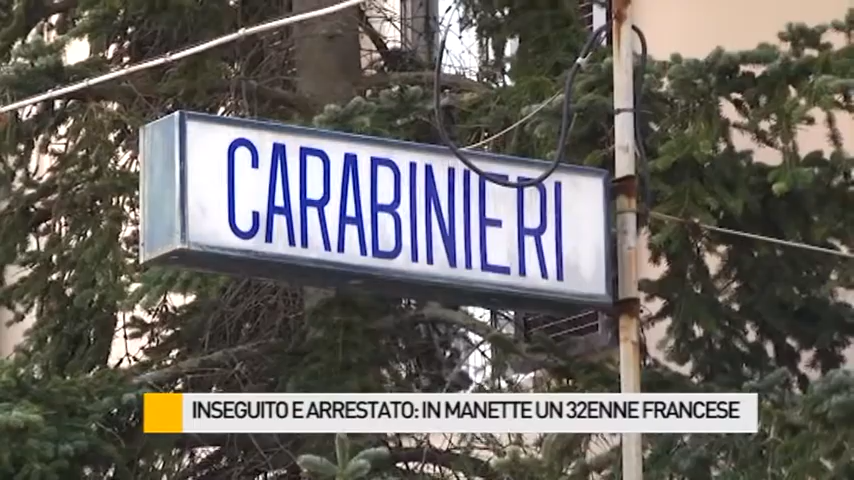 CARABINIERI
INSEGUITO E ARRESTATO: IN MANETTE UN 32ENNE FRANCESE